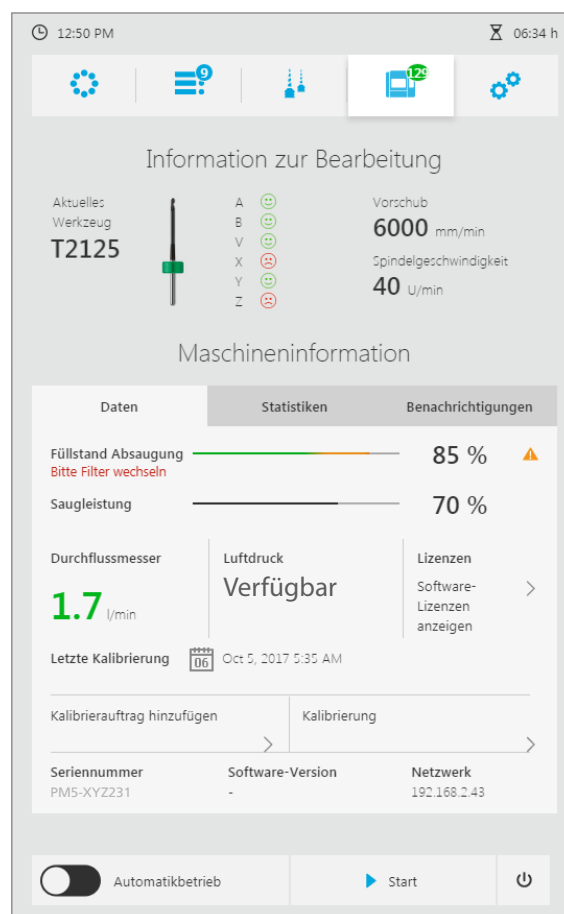 12:50 PM
06:34 h
9
129
Information zur Bearbeitung
Aktuelles
Werkzeug
T2125
A
B
V
X
Y
Z
Vorschub
6000 mm/min
Spindelgeschwindigkeit
40 U/min
Maschineninformation
Daten
Statistiken
Benachrichtigungen
Füllstand Absaugung
85 %
Bitte Filter wechseln
Saugleistung
70 %
Durchflussmesser
1.7 l/min
Luftdruck
Verfügbar
Lizenzen
Software-
Lizenzen
anzeigen
Letzte Kalibrierung
06
Oct 5, 2017 5:35 AM
Kalibrierauftrag hinzufügen
Kalibrierung
Seriennummer
PM5-XYZ231
Software-Version
-
Netzwerk
192.168.2.43
Automatikbetrieb
Start